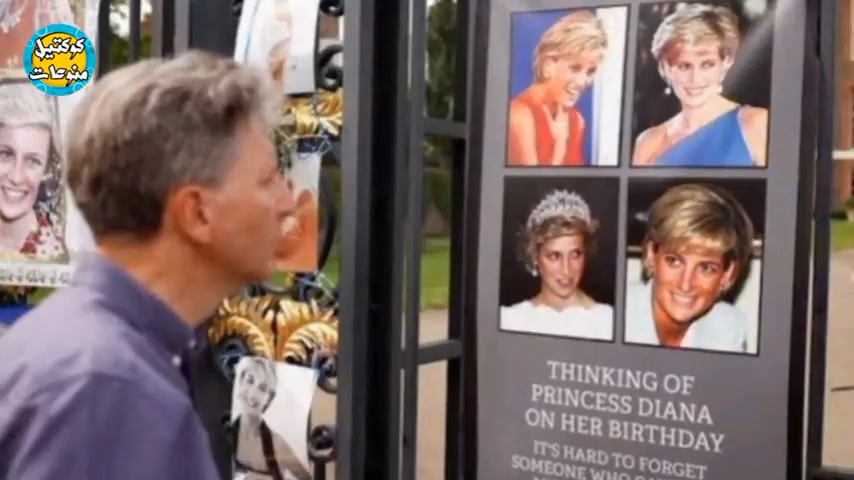 كوكتيل
منوعات
THINKING OF
PRINCESS DIANA
ON HER BIRTHDAY
IT'S HARD TO FORGET
SOMEONE WHO